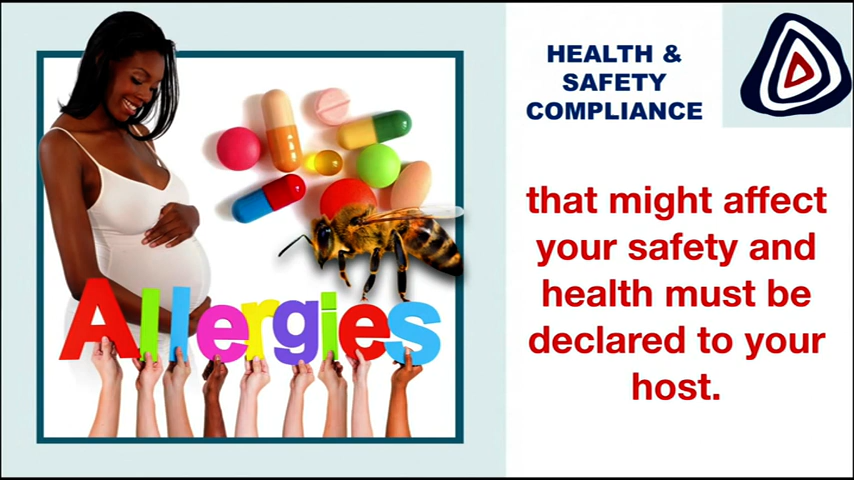 Allergies
HEALTH &
SAFETY
COMPLIANCE
that might affect
your safety and
health must be
declared to your
host.